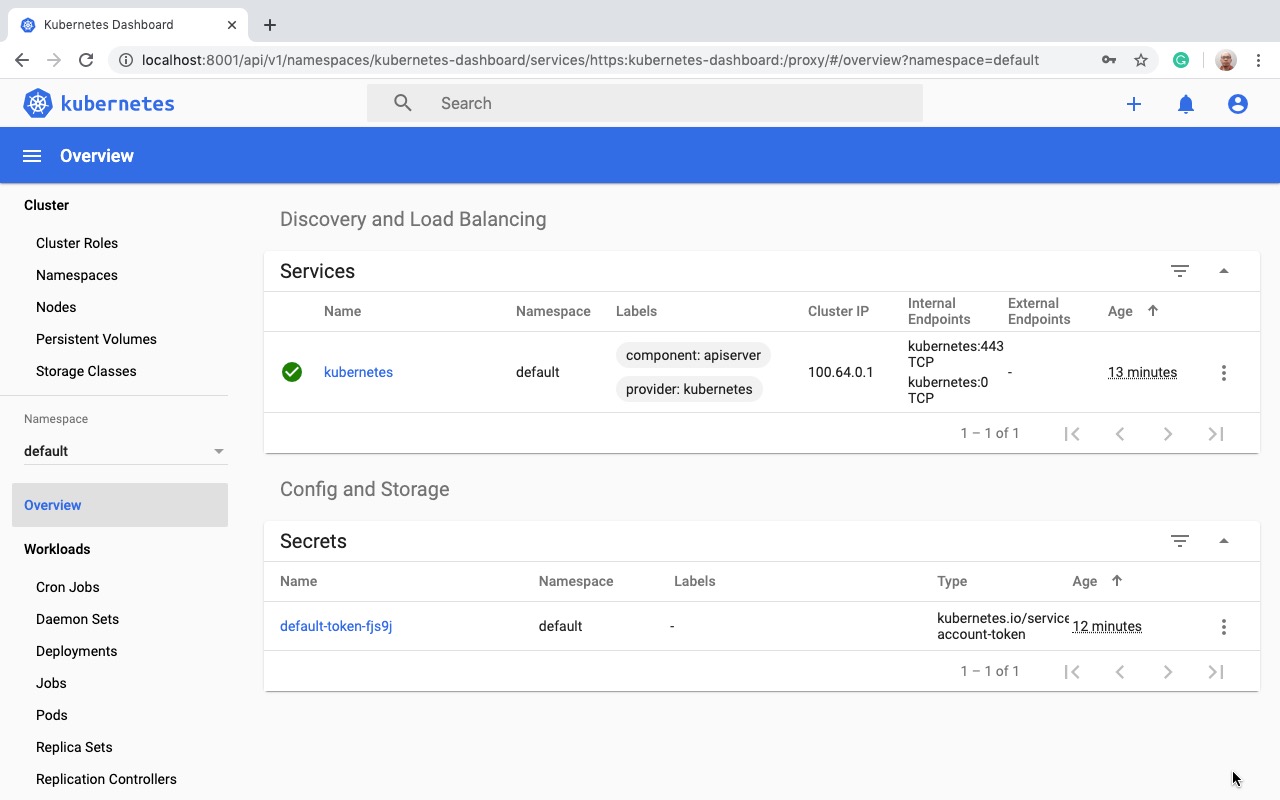 Kubernetes Dashboard
localhost:8001/api/v1/namespaces/kubernetes-dashboard/services/https:kubernetes-dashboard:/proxy/#/overview?namespace=default
kubernetes
Search
Overview
Cluster
Cluster Roles
Namespaces
Nodes
Persistent Volumes
Storage Classes
Namespace
default
Overview
Workloads
Cron Jobs
Daemon Sets
Deployments
Jobs
Pods
Replica Sets
Replication Controllers
Discovery and Load Balancing
Services
Name Namespace Labels Cluster IP Internal Endpoints External Endpoints Age
kubernetes default component: apiserver provider: kubernetes 100.64.0.1 kubernetes:443 TCP kubernetes:0 TCP - 13 minutes
1 – 1 of 1
Config and Storage
Secrets
Name Namespace Labels Type Age
default-token-fjs9j default - kubernetes.io/service account-token 12 minutes
1 – 1 of 1